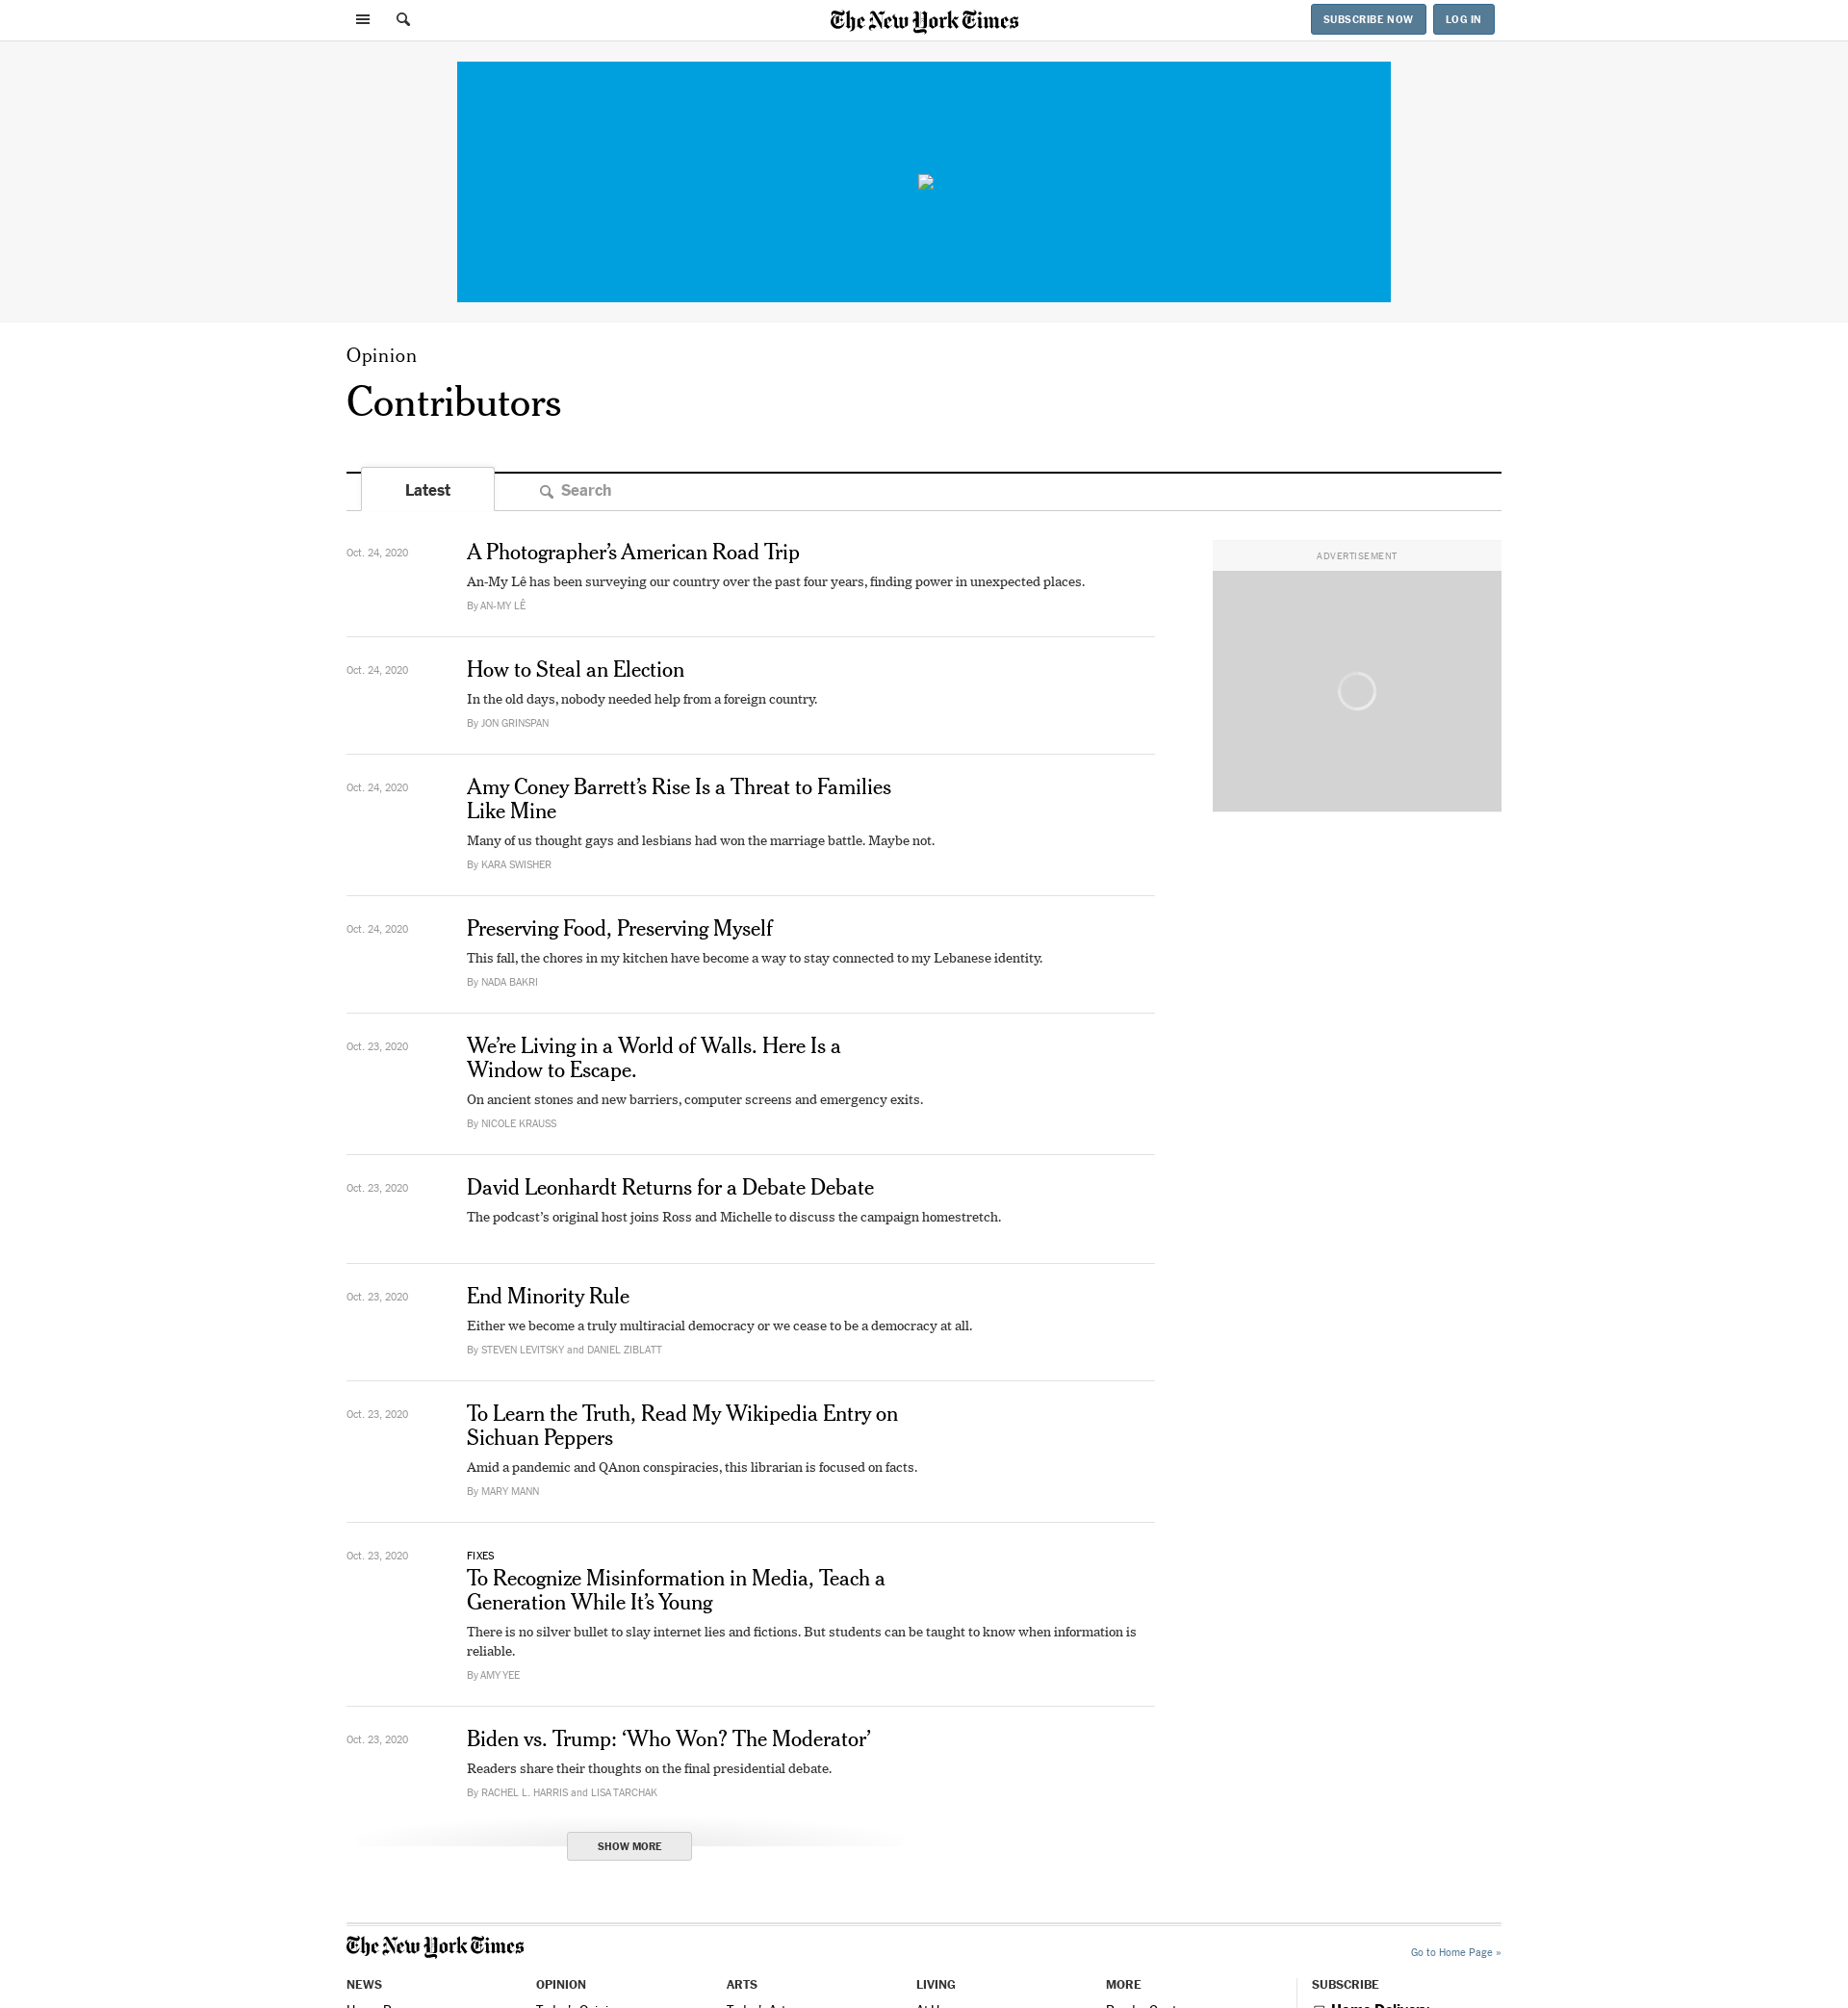 The New York Times
SUBSCRIBE NOW
LOG IN
Opinion
Contributors
Latest
Search
Oct. 24, 2020
A Photographer’s American Road Trip
An-My Lê has been surveying our country over the past four years, finding power in unexpected places.
By AN-MY LÊ
ADVERTISEMENT
Oct. 24, 2020
How to Steal an Election
In the old days, nobody needed help from a foreign country.
By JON GRINSPAN
Oct. 24, 2020
Amy Coney Barrett’s Rise Is a Threat to Families
Like Mine
Many of us thought gays and lesbians had won the marriage battle. Maybe not.
By KARA SWISHER
Oct. 24, 2020
Preserving Food, Preserving Myself
This fall, the chores in my kitchen have become a way to stay connected to my Lebanese identity.
By NADA BAKRI
Oct. 23, 2020
We’re Living in a World of Walls. Here Is a
Window to Escape.
On ancient stones and new barriers, computer screens and emergency exits.
By NICOLE KRAUSS
Oct. 23, 2020
David Leonhardt Returns for a Debate Debate
The podcast’s original host joins Ross and Michelle to discuss the campaign homestretch.
Oct. 23, 2020
End Minority Rule
Either we become a truly multiracial democracy or we cease to be a democracy at all.
By STEVEN LEVITSKY and DANIEL ZIBLATT
Oct. 23, 2020
To Learn the Truth, Read My Wikipedia Entry on
Sichuan Peppers
Amid a pandemic and QAnon conspiracies, this librarian is focused on facts.
By MARY MANN
Oct. 23, 2020
FIXES
To Recognize Misinformation in Media, Teach a
Generation While It’s Young
There is no silver bullet to slay internet lies and fictions. But students can be taught to know when information is
reliable.
By AMY YEE
Oct. 23, 2020
Biden vs. Trump: ‘Who Won? The Moderator’
Readers share their thoughts on the final presidential debate.
By RACHEL L. HARRIS and LISA TARCHAK
SHOW MORE
The New York Times
Go to Home Page »
NEWS
OPINION
ARTS
LIVING
MORE
SUBSCRIBE
Home Delivery